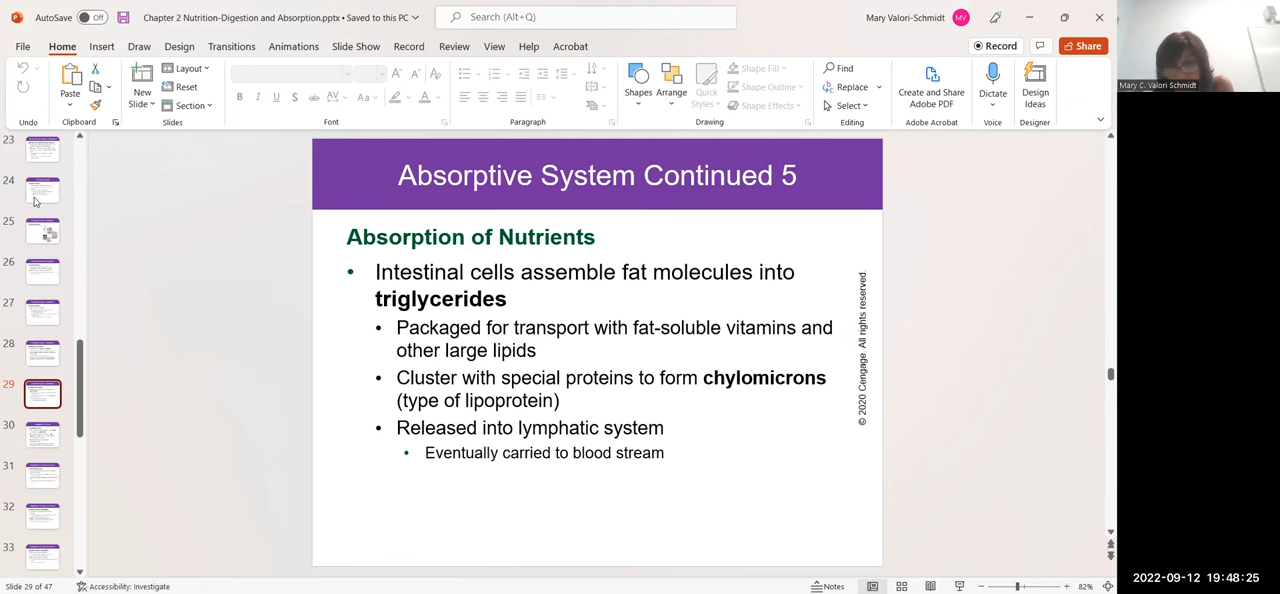 AutoSave Off Chapter 2 Nutrition-Digestion and Absorption.pptx • Saved to this PC Search (Alt+Q) Mary Valori-Schmidt MV
File Home Insert Draw Design Transitions Animations Slide Show Record Review View Help Acrobat Record Share
Paste New Slide Layout Reset Section
B I U S ab AV Aa A
Shapes Arrange Quick Styles Shape Fill Shape Outline Shape Effects
Find Replace Select
Create and Share Adobe PDF
Dictate
Design Ideas
Undo Clipboard Slides Font Paragraph Drawing Editing Adobe Acrobat Voice Designer
Mary C. Valori Schmidt
23
24
25
26
27
28
29
30
31
32
33
Absorptive System Continued 5
Absorption of Nutrients
• Intestinal cells assemble fat molecules into
triglycerides
• Packaged for transport with fat-soluble vitamins and
other large lipids
• Cluster with special proteins to form chylomicrons
(type of lipoprotein)
• Released into lymphatic system
• Eventually carried to blood stream
© 2020 Cengage. All rights reserved.
Slide 29 of 47 Accessibility: Investigate Notes 82%
2022-09-12 19:48:25